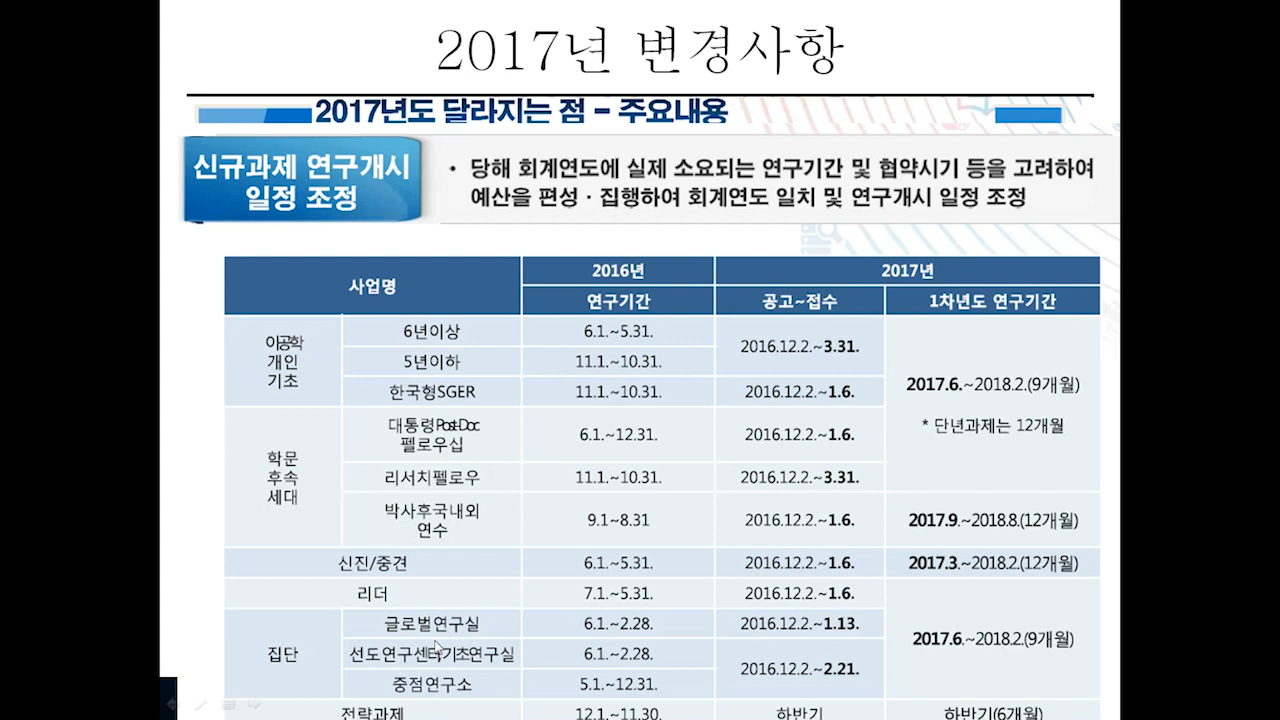 2017년 변경사항
2017년도 달라지는 점 - 주요내용
신규과제 연구개시
일정 조정
• 당해 회계연도에 실제 소요되는 연구기간 및 협약시기 등을 고려하여
예산을 편성 · 집행하여 회계연도 일치 및 연구개시 일정 조정
사업명 2016년 2017년
연구기간 공고~접수 1차년도 연구기간
이공학
개인
기초
6년이상 6.1.~5.31. 2016.12.2.~3.31.
5년이하 11.1.~10.31.
한국형SGER 11.1.~10.31. 2016.12.2.~1.6.
2017.6.~2018.2.(9개월)
* 단년과제는 12개월
학문
후속
세대
대통령Post-Doc
펠로우십 6.1.~12.31. 2016.12.2.~1.6.
리서치펠로우 11.1.~10.31. 2016.12.2.~3.31.
박사후국내외
연수 9.1~8.31 2016.12.2.~1.6. 2017.9.~2018.8.(12개월)
신진/중견 6.1.~5.31. 2016.12.2.~1.6. 2017.3.~2018.2.(12개월)
리더 7.1.~5.31. 2016.12.2.~1.6.
집단
글로벌연구실 6.1.~2.28. 2016.12.2.~1.13.
선도연구센터기초연구실 6.1.~2.28. 2016.12.2.~2.21.
중점연구소 5.1.~12.31.
2017.6.~2018.2.(9개월)
전략과제 12.1.~11.30. 하반기 하반기(6개월)